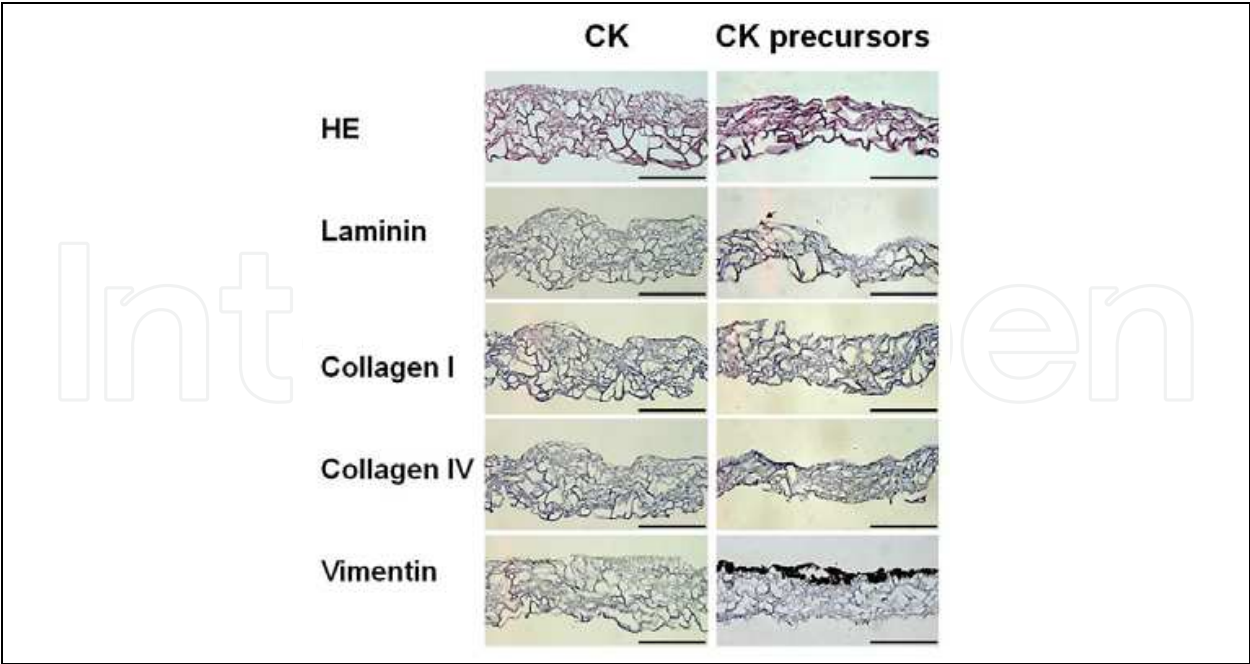 CK CK precursors
HE
Laminin
Collagen I
Collagen IV
Vimentin